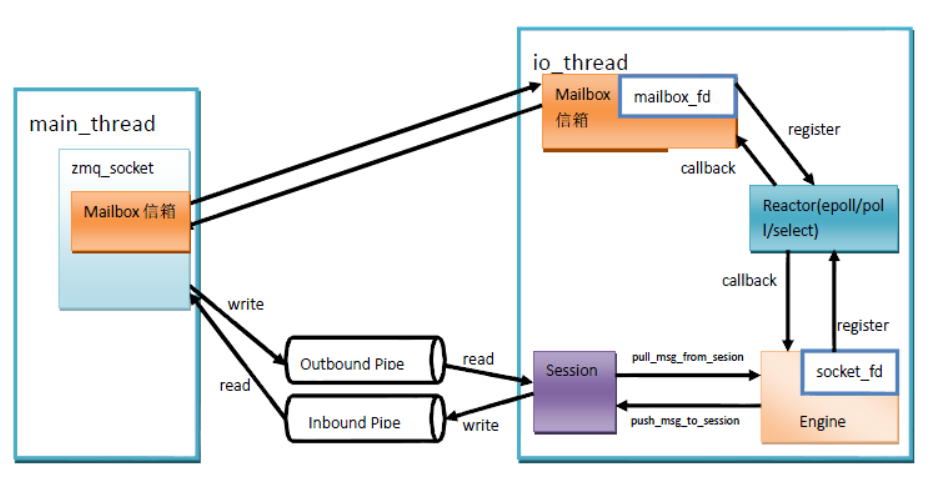 io_thread
Mailbox
信箱
mailbox_fd
register
callback
main_thread
zmq_socket
Mailbox 信箱
Reactor(epoll/pol
l/select)
callback
register
write
read
Outbound Pipe
read
Inbound Pipe
write
Session
pull_msg_from_sesion
push_msg_to_session
socket_fd
Engine